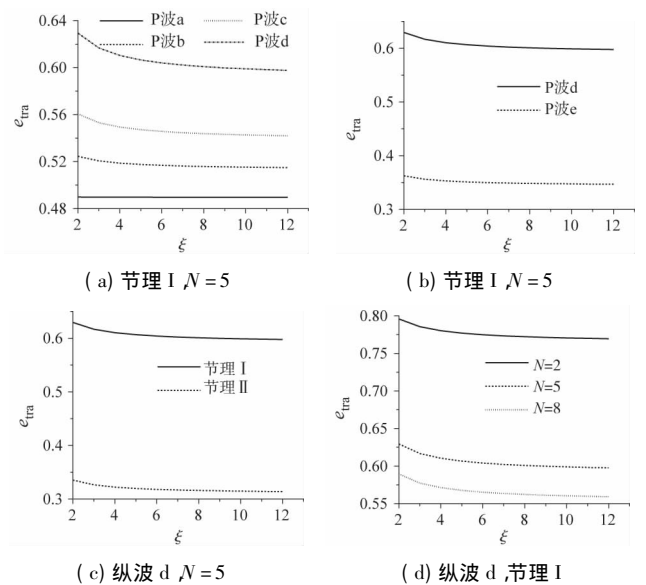 0.64
0.60
0.56
0.52
0.48
e_tra
P波a
P波c
P波b
P波d
2 4 6 8 10 12
ξ
(a) 节理 I ,N = 5
0.6
0.5
0.4
0.3
e_tra
P波d
P波e
2 4 6 8 10 12
ξ
(b) 节理 I ,N = 5
0.6
0.5
0.4
0.3
e_tra
节理 I
节理 II
2 4 6 8 10 12
ξ
(c) 纵波 d ,N = 5
0.80
0.75
0.70
0.65
0.60
0.55
e_tra
N=2
N=5
N=8
2 4 6 8 10 12
ξ
(d) 纵波 d ,节理 I